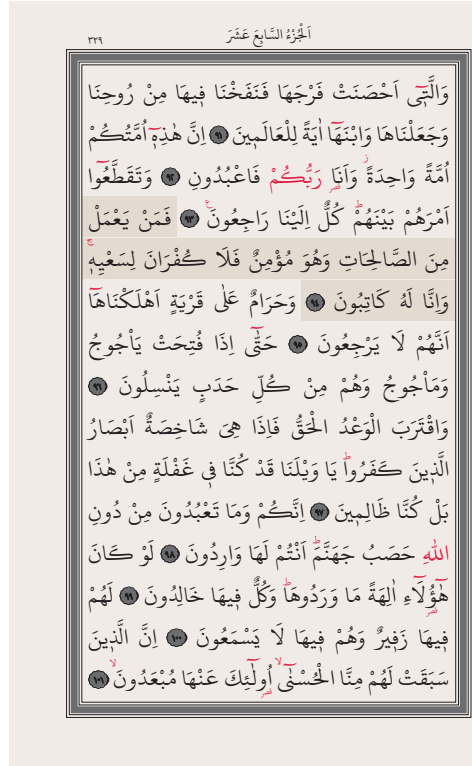 اَلْجُزْءُ السَّابِعَ عَشَرَ
٣٢٩
وَالَّتٖٓي اَحْصَنَتْ فَرْجَهَا فَنَفَخْنَا فٖيهَا مِنْ رُوحِنَا
وَجَعَلْنَاهَا وَابْنَهَٓا اٰيَةً لِلْعَالَمٖينَ ﴿٩١﴾ اِنَّ هٰذِهٖٓ اُمَّتُكُمْ
اُمَّةً وَاحِدَةًۘ وَاَنَا۬ رَبُّكُمْ فَاعْبُدُونِ ﴿٩٢﴾ وَتَقَطَّعُٓوا
اَمْرَهُمْ بَيْنَهُمْؕ كُلٌّ اِلَيْنَا رَاجِعُونَ ﴿٩٣﴾ فَمَنْ يَعْمَلْ
مِنَ الصَّالِحَاتِ وَهُوَ مُؤْمِنٌ فَلَا كُفْرَانَ لِسَعْيِهٖۚ
وَاِنَّا لَهُ كَاتِبُونَ ﴿٩٤﴾ وَحَرَامٌ عَلٰى قَرْيَةٍ اَهْلَكْنَاهَٓا
اَنَّهُمْ لَا يَرْجِعُونَ ﴿٩٥﴾ حَتّٰٓى اِذَا فُتِحَتْ يَأْجُوجُ
وَمَأْجُوجُ وَهُمْ مِنْ كُلِّ حَدَبٍ يَنْسِلُونَ ﴿٩٦﴾
وَاقْتَرَبَ الْوَعْدُ الْحَقُّ فَاِذَا هِيَ شَاخِصَةٌ اَبْصَارُ
الَّذٖينَ كَفَرُواؕ يَا وَيْلَنَا قَدْ كُنَّا فٖي غَفْلَةٍ مِنْ هٰذَا
بَلْ كُنَّا ظَالِمٖينَ ﴿٩٧﴾ اِنَّكُمْ وَمَا تَعْبُدُونَ مِنْ دُونِ
اللّٰهِ حَصَبُ جَهَنَّمَؕ اَنْتُمْ لَهَا وَارِدُونَ ﴿٩٨﴾ لَوْ كَانَ
هٰٓؤُ۬لَٓاءِ اٰلِهَةً مَا وَرَدُوهَاؕ وَكُلٌّ فٖيهَا خَالِدُونَ ﴿٩٩﴾ لَهُمْ
فٖيهَا زَفٖيرٌ وَهُمْ فٖيهَا لَا يَسْمَعُونَ ﴿١٠٠﴾ اِنَّ الَّذٖينَ
سَبَقَتْ لَهُمْ مِنَّا الْحُسْنٰٓىۙ اُو۬لٰٓئِكَ عَنْهَا مُبْعَدُونَۙ ﴿١٠١﴾